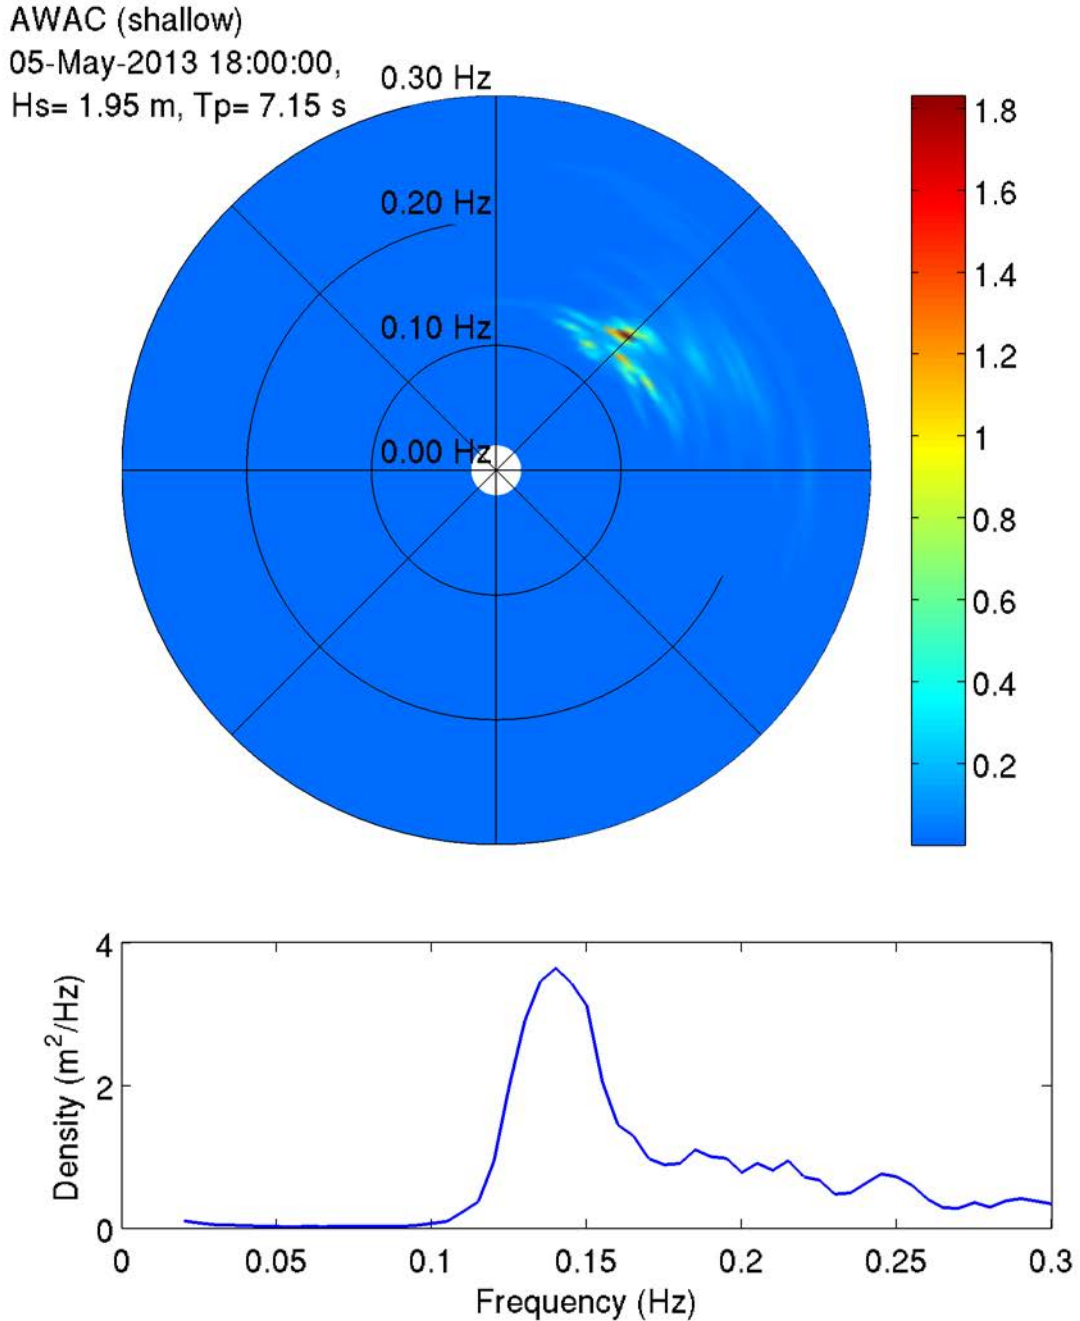 AWAC (shallow)
05-May-2013 18:00:00,
Hs= 1.95 m, Tp= 7.15 s
0.30 Hz
0.20 Hz
0.10 Hz
0.00 Hz
1.8
1.6
1.4
1.2
1
0.8
0.6
0.4
0.2
Density (m²/Hz)
4
2
0
0 0.05 0.1 0.15 0.2 0.25 0.3
Frequency (Hz)